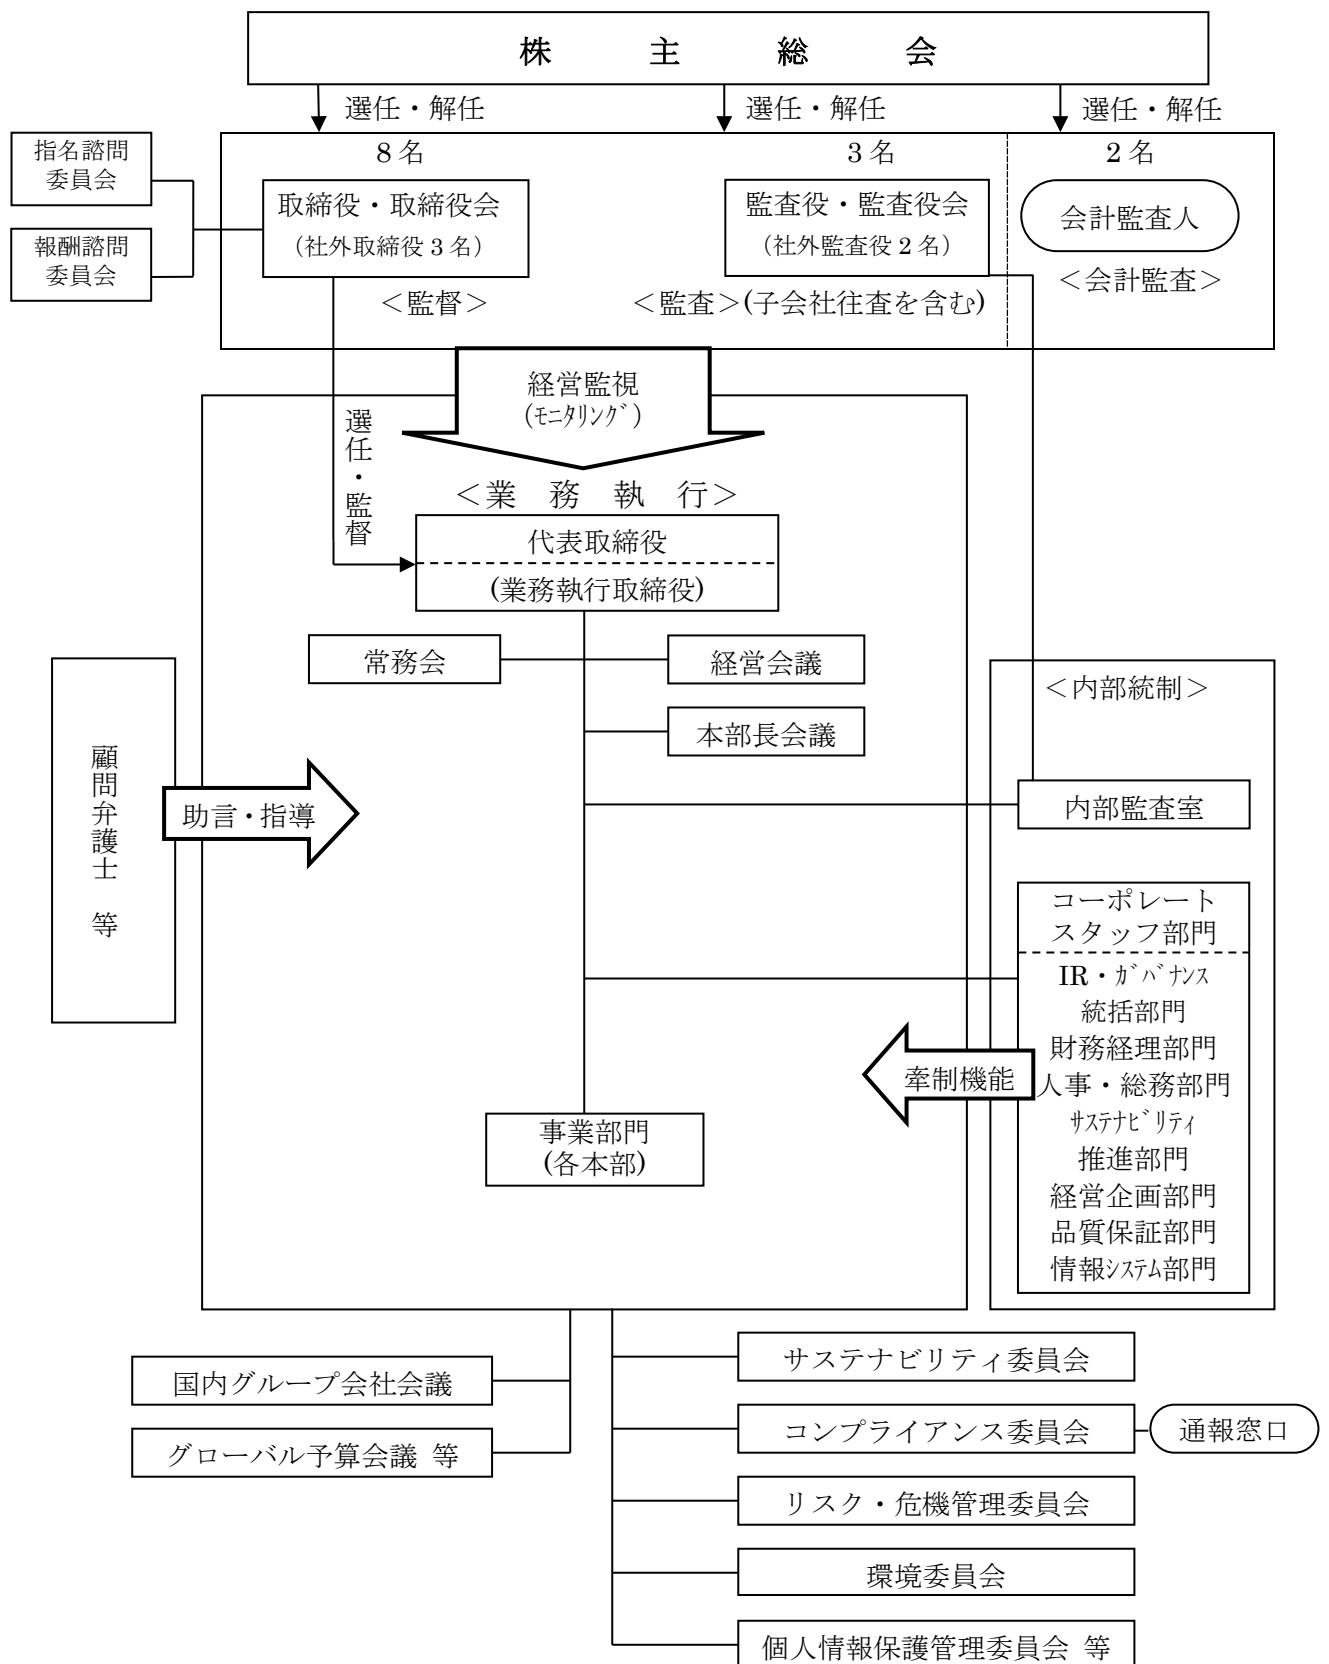 株主総会
選任・解任
選任・解任
選任・解任
指名諮問
委員会
報酬諮問
委員会
8名
取締役・取締役会
(社外取締役3名)
<監督>
3名
監査役・監査役会
(社外監査役2名)
<監査>(子会社往査を含む)
2名
会計監査人
<会計監査>
経営監視
(ﾓﾆﾀﾘﾝｸﾞ)
選任・監督
<業務執行>
代表取締役
(業務執行取締役)
常務会
経営会議
本部長会議
顧問弁護士 等
助言・指導
<内部統制>
内部監査室
コーポレート
スタッフ部門
IR・ｶﾞﾊﾞﾅﾝｽ
統括部門
財務経理部門
人事・総務部門
ｻｽﾃﾅﾋﾞﾘﾃｨ
推進部門
経営企画部門
品質保証部門
情報ｼｽﾃﾑ部門
牽制機能
事業部門
(各本部)
国内グループ会社会議
グローバル予算会議 等
サステナビリティ委員会
コンプライアンス委員会
通報窓口
リスク・危機管理委員会
環境委員会
個人情報保護管理委員会 等